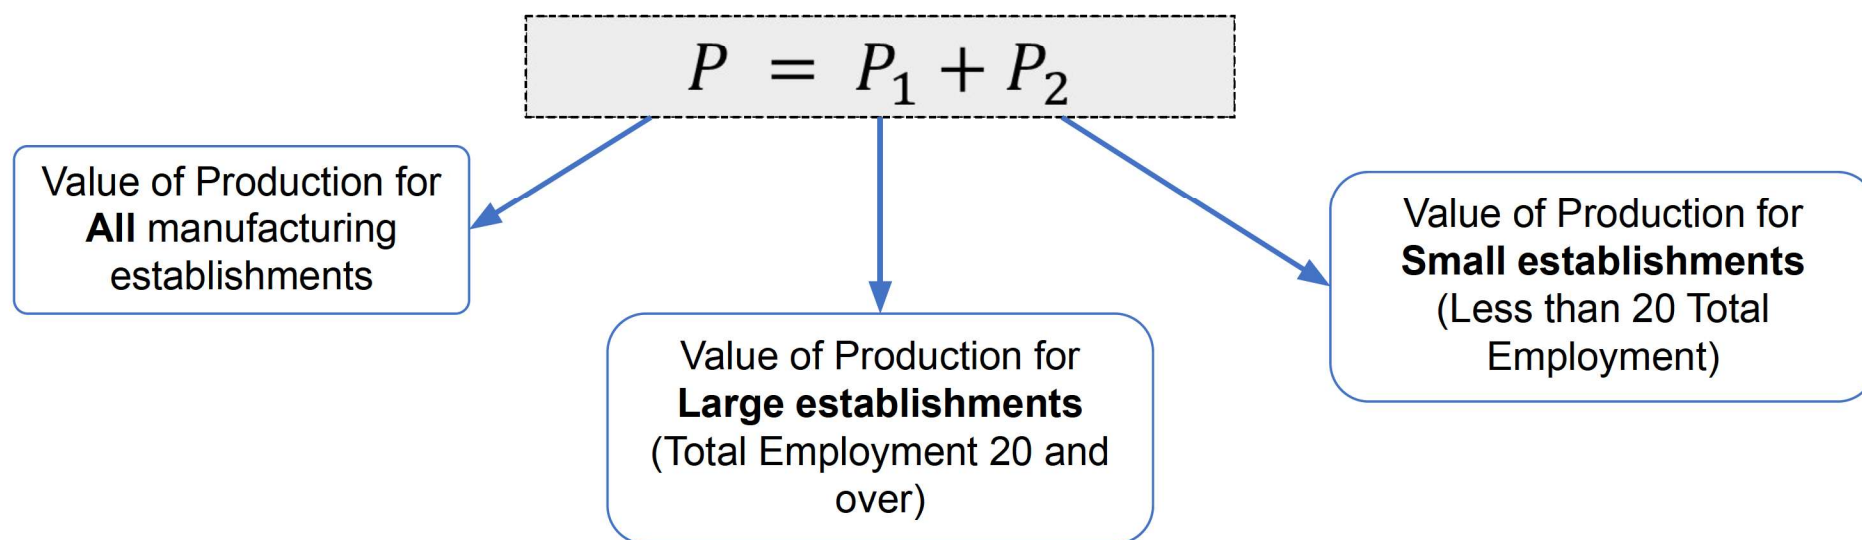 P = P₁ + P₂
Value of Production for
All manufacturing
establishments
Value of Production for
Large establishments
(Total Employment 20 and
over)
Value of Production for
Small establishments
(Less than 20 Total
Employment)